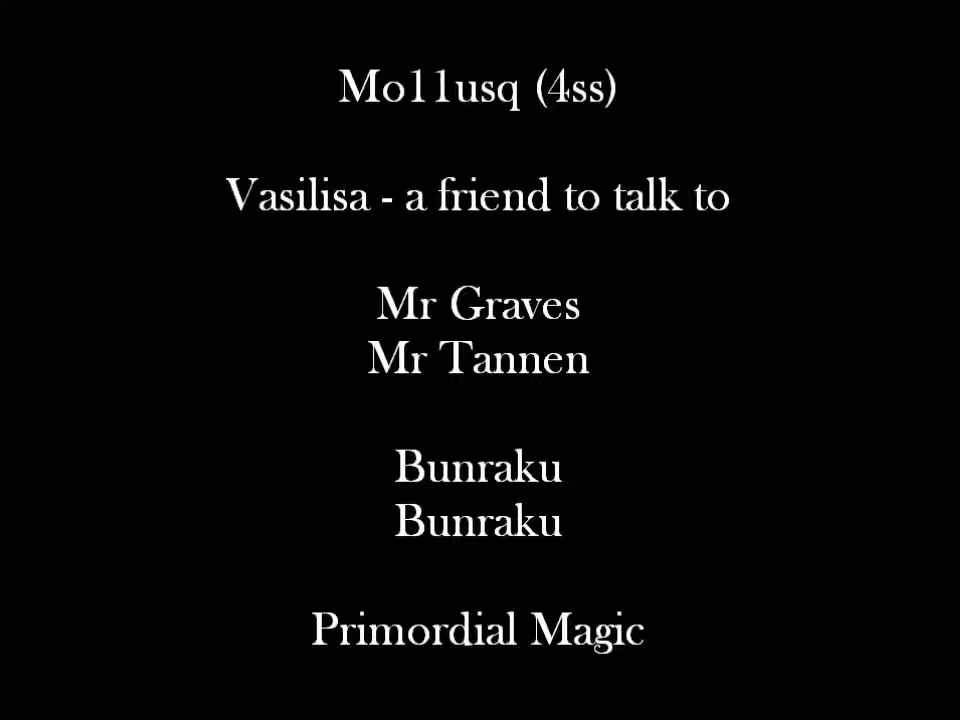 Mo11usq (4ss)
Vasilisa - a friend to talk to
Mr Graves
Mr Tannen
Bunraku
Bunraku
Primordial Magic